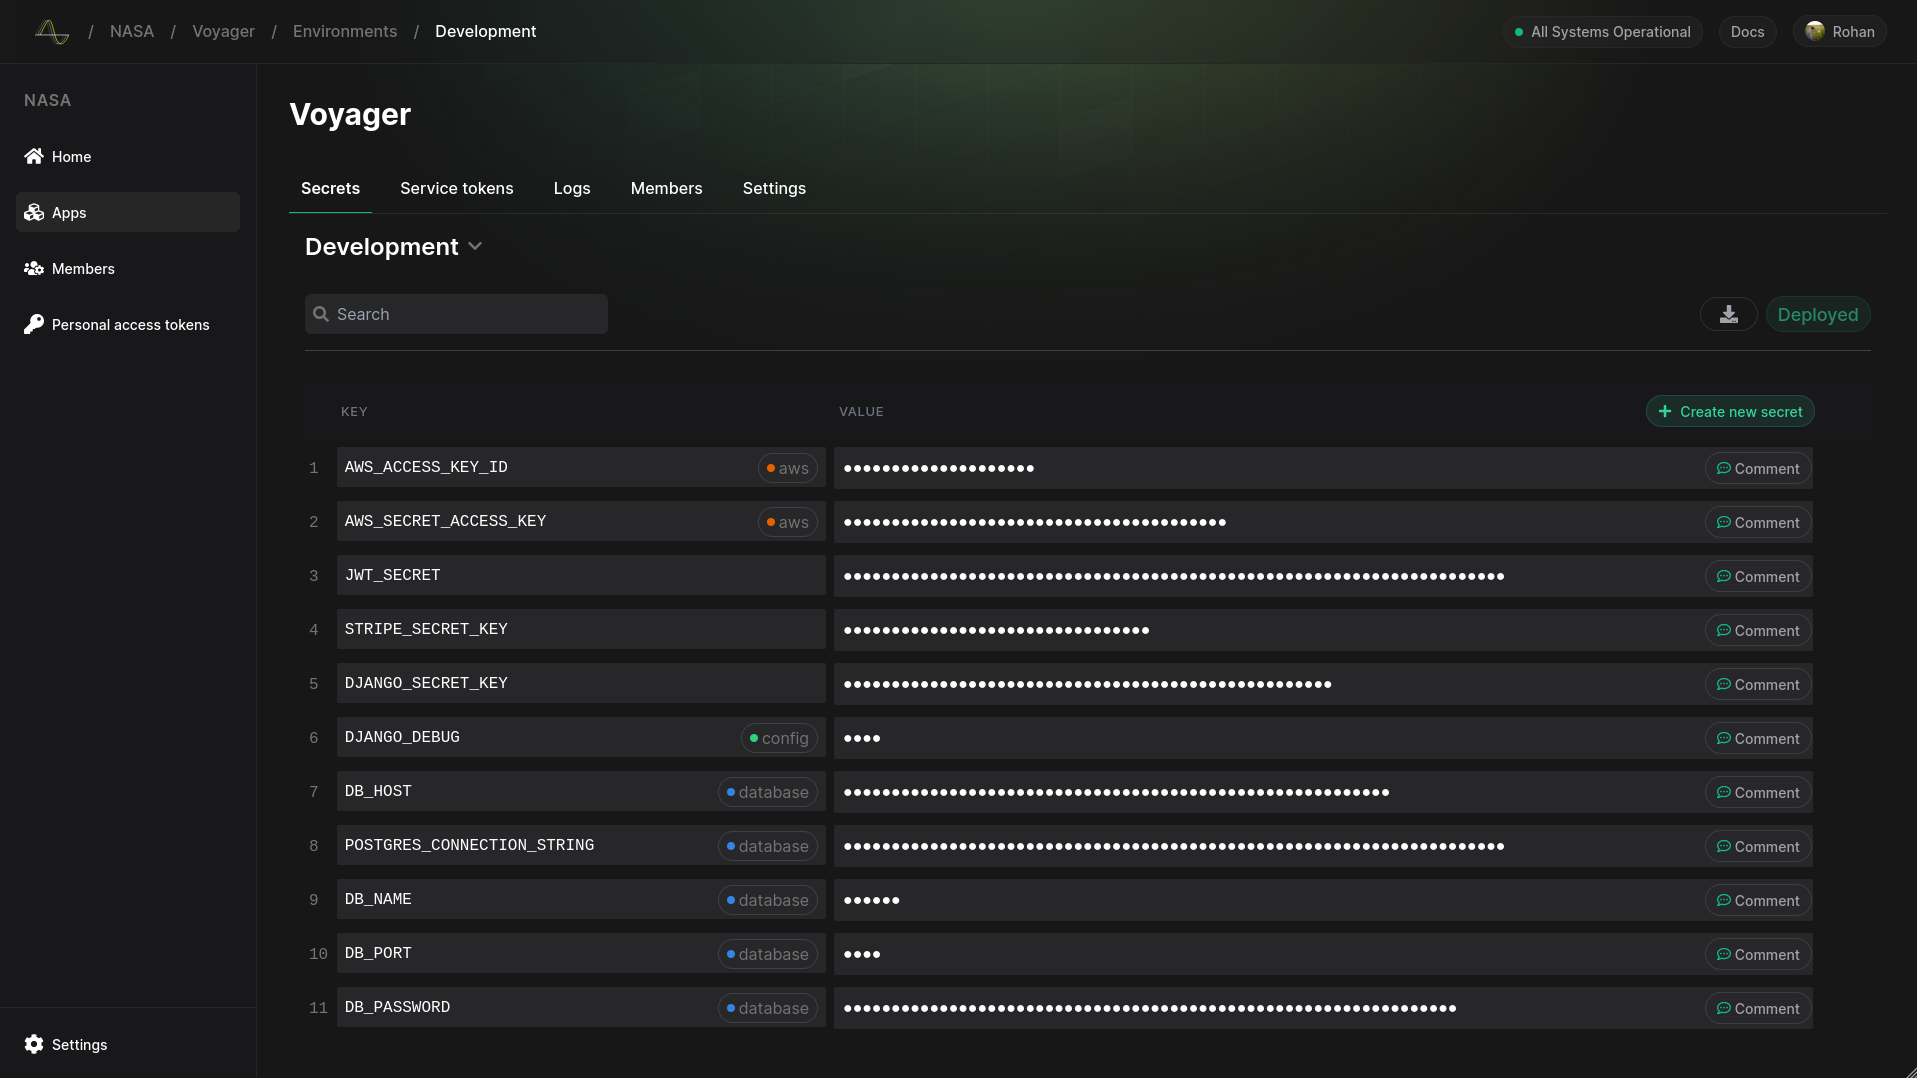 / NASA / Voyager / Environments / Development
All Systems Operational
Docs
Rohan
NASA
Home
Apps
Members
Personal access tokens
Settings
Voyager
Secrets Service tokens Logs Members Settings
Development
Search
Deployed
KEY VALUE + Create new secret
1 AWS_ACCESS_KEY_ID aws •••••••••••••••••••• Comment
2 AWS_SECRET_ACCESS_KEY aws •••••••••••••••••••••••••••••••••••••••• Comment
3 JWT_SECRET ••••••••••••••••••••••••••••••••••••••••••••••••••••••••••••••••••••• Comment
4 STRIPE_SECRET_KEY •••••••••••••••••••••••••••••••• Comment
5 DJANGO_SECRET_KEY ••••••••••••••••••••••••••••••••••••••••••••••••••• Comment
6 DJANGO_DEBUG config •••• Comment
7 DB_HOST database ••••••••••••••••••••••••••••••••••••••••••••••••••••••••• Comment
8 POSTGRES_CONNECTION_STRING database ••••••••••••••••••••••••••••••••••••••••••••••••••••••••••••••••••••• Comment
9 DB_NAME database •••••• Comment
10 DB_PORT database •••• Comment
11 DB_PASSWORD database •••••••••••••••••••••••••••••••••••••••••••••••••••••••••••••••• Comment